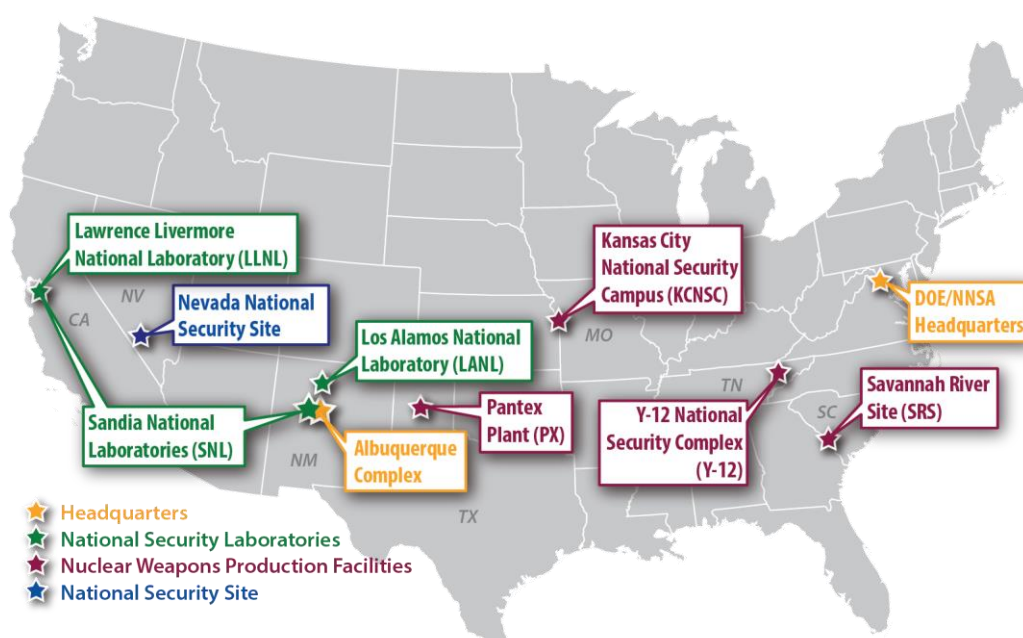 Lawrence Livermore
National Laboratory (LLNL)
NV
CA
Nevada National
Security Site
Los Alamos National
Laboratory (LANL)
Sandia National
Laboratories (SNL)
NM
Albuquerque
Complex
Pantex
Plant (PX)
TX
Kansas City
National Security
Campus (KCNSC)
MO
DOE/NNSA
Headquarters
TN
Y-12 National
Security Complex
(Y-12)
Savannah River
Site (SRS)
SC
Headquarters
National Security Laboratories
Nuclear Weapons Production Facilities
National Security Site